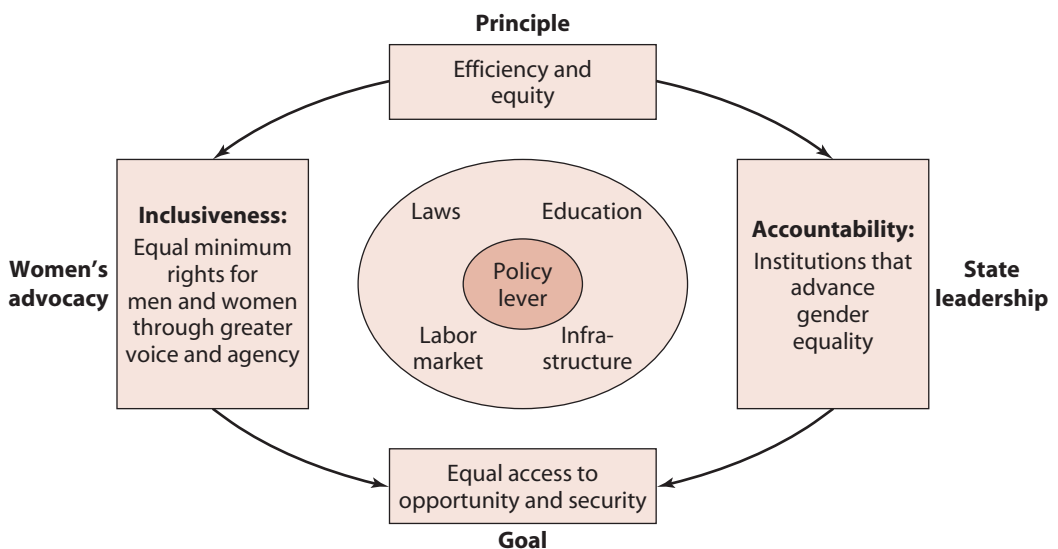 Principle
Efficiency and
equity
Women's
advocacy
Inclusiveness:
Equal minimum
rights for
men and women
through greater
voice and agency
Laws
Education
Policy
lever
Labor
market
Infra-
structure
Accountability:
Institutions that
advance
gender
equality
State
leadership
Equal access to
opportunity and security
Goal